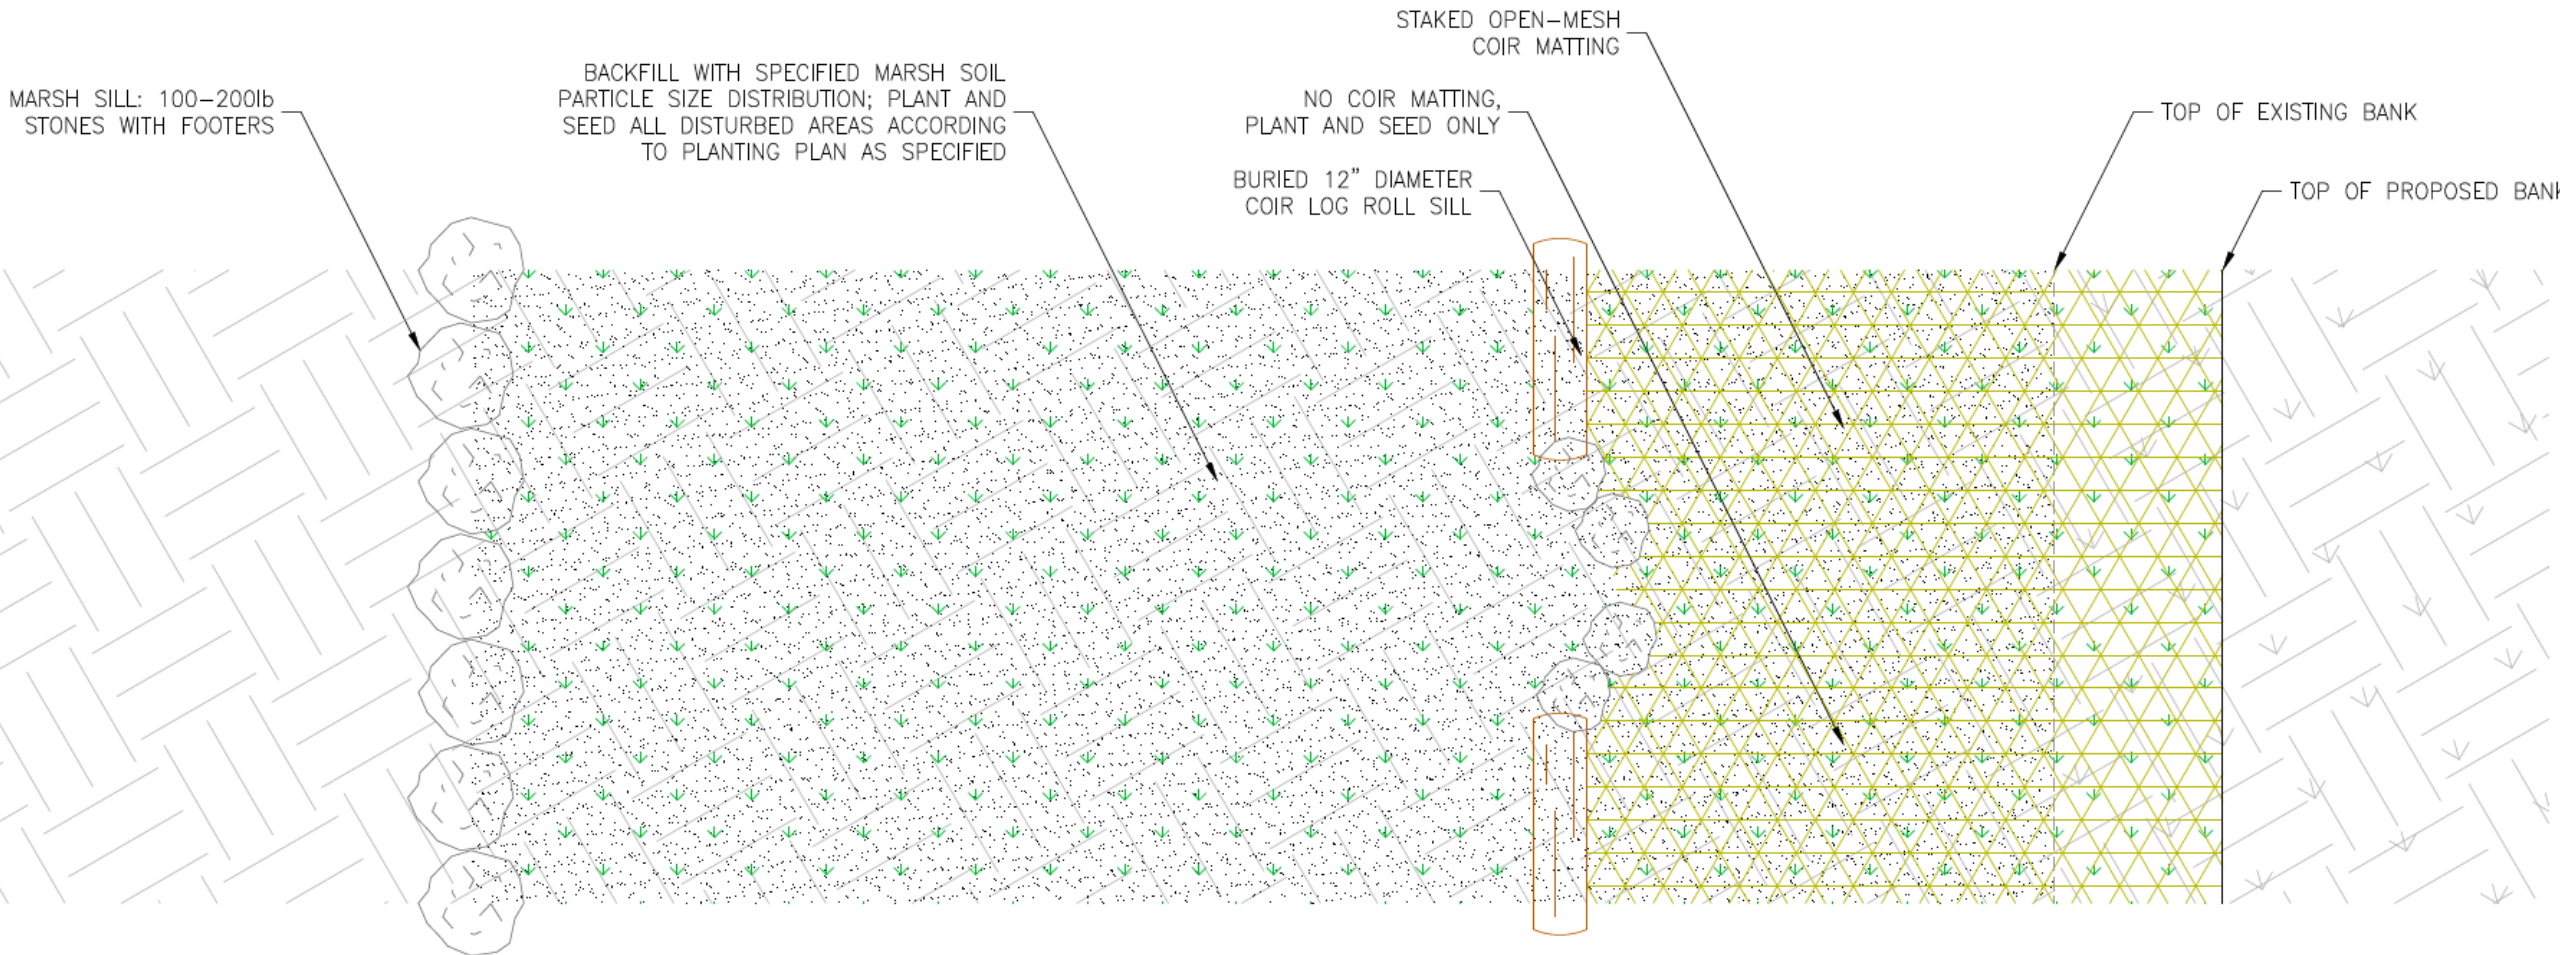 STAKED OPEN-MESH
COIR MATTING
BACKFILL WITH SPECIFIED MARSH SOIL
PARTICLE SIZE DISTRIBUTION; PLANT AND
SEED ALL DISTURBED AREAS ACCORDING
TO PLANTING PLAN AS SPECIFIED
MARSH SILL: 100-200lb
STONES WITH FOOTERS
NO COIR MATTING,
PLANT AND SEED ONLY
TOP OF EXISTING BANK
BURIED 12" DIAMETER
COIR LOG ROLL SILL
TOP OF PROPOSED BANK